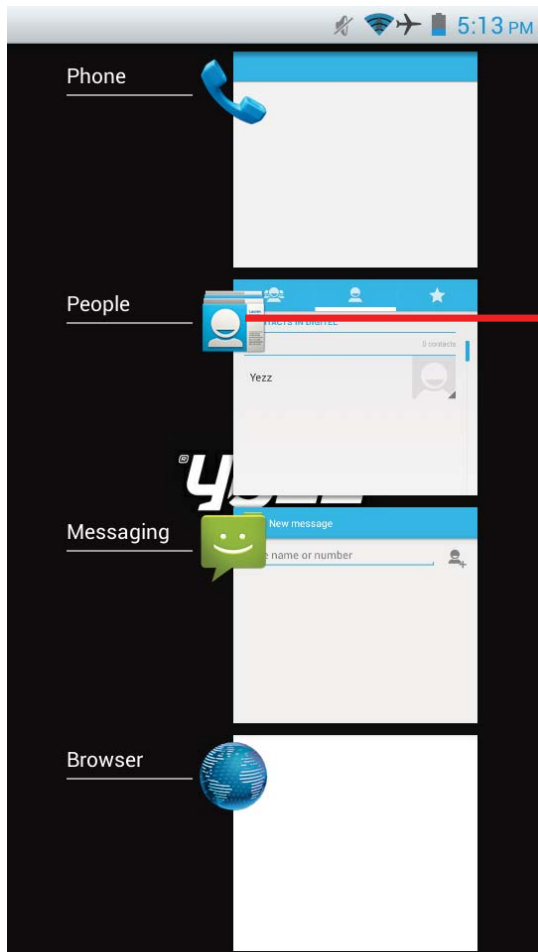 5:13 PM
Phone
People
0 contacts
Yezz
Messaging
New message
name or number
Browser